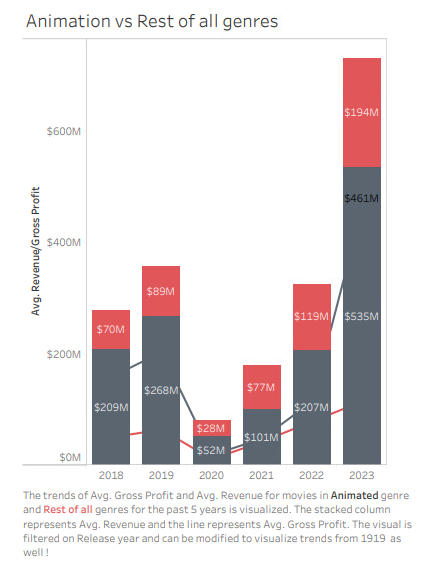 Animation vs Rest of all genres
Avg. Revenue/Gross Profit
$600M
$400M
$200M
$0M
$70M
$209M
$89M
$268M
$28M
$52M
$77M
$101M
$119M
$207M
$194M
$461M
$535M
2018 2019 2020 2021 2022 2023
The trends of Avg. Gross Profit and Avg. Revenue for movies in Animated genre
and Rest of all genres for the past 5 years is visualized. The stacked column
represents Avg. Revenue and the line represents Avg. Gross Profit. The visual is
filtered on Release year and can be modified to visualize trends from 1919 as
well !